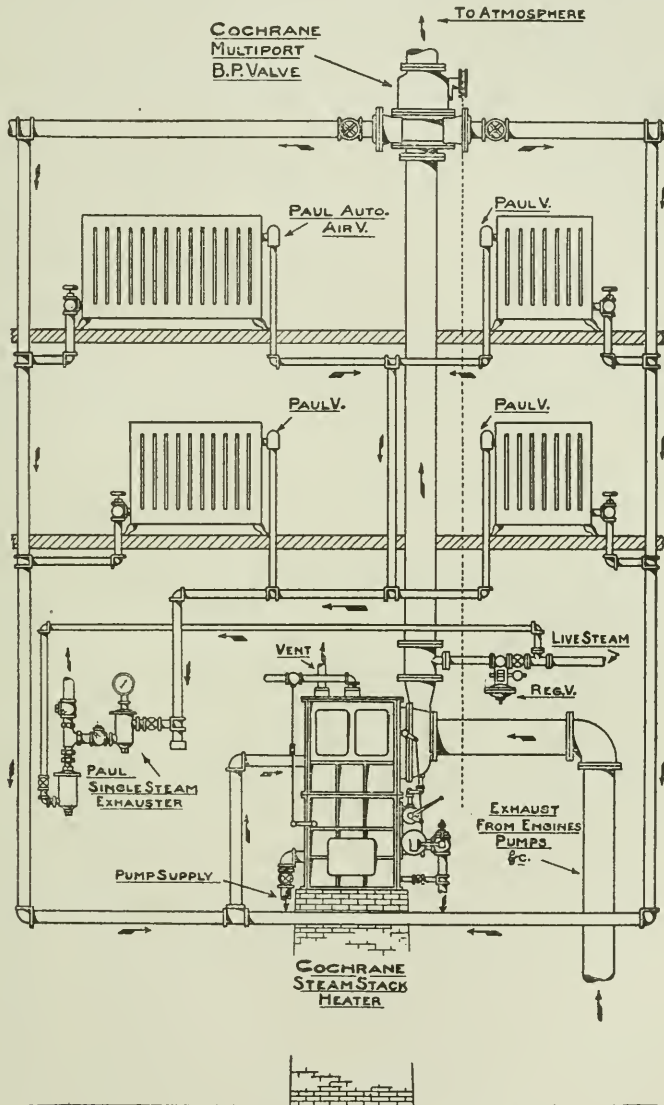 TO ATMOSPHERE
COCHRANE
MULTIPORT
B.P. VALVE
PAUL AUTO.
AIR V.
PAUL V.
PAUL V.
PAUL V.
LIVE STEAM
VENT
REG.V.
PAUL
SINGLE STEAM
EXHAUSTER
EXHAUST
FROM ENGINES
PUMPS
&C.
PUMP SUPPLY
COCHRANE
STEAM STACK
HEATER